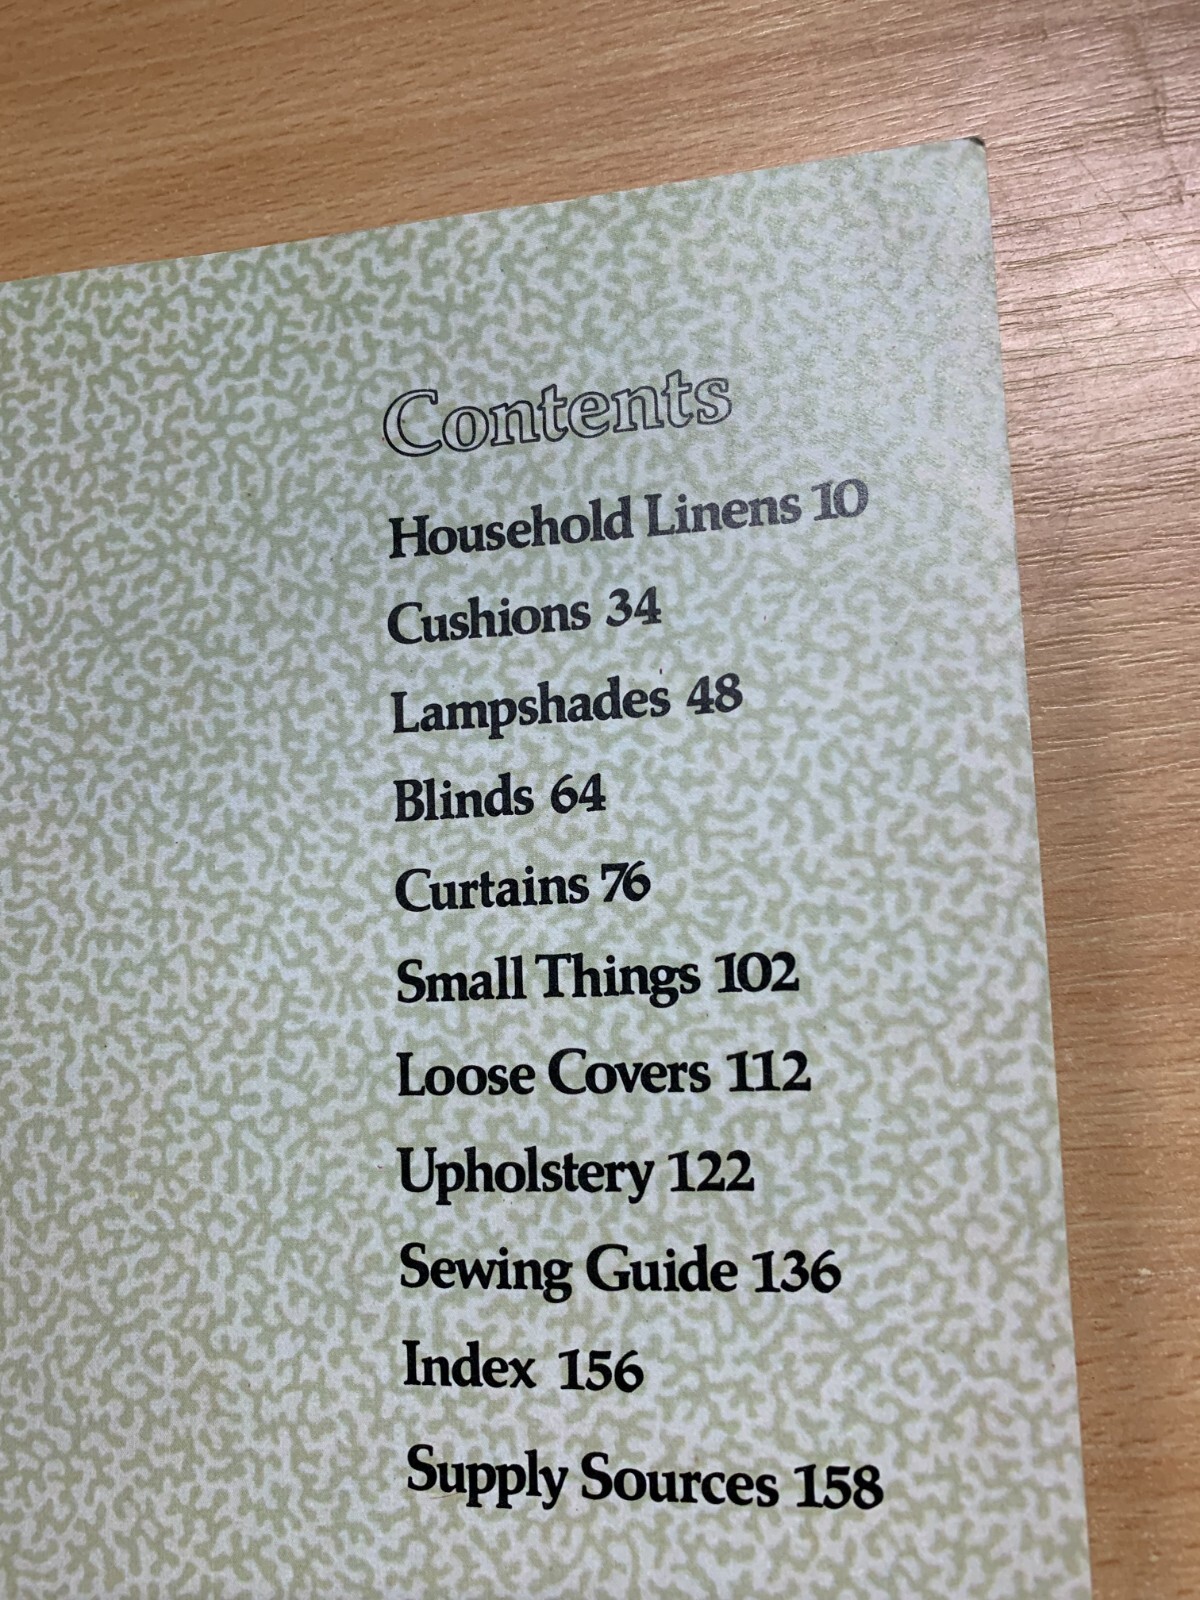 Contents
Household Linens 10
Cushions 34
Lampshades 48
Blinds 64
Curtains 76
Small Things 102
Loose Covers 112
Upholstery 122
Sewing Guide 136
Index 156
Supply Sources 158